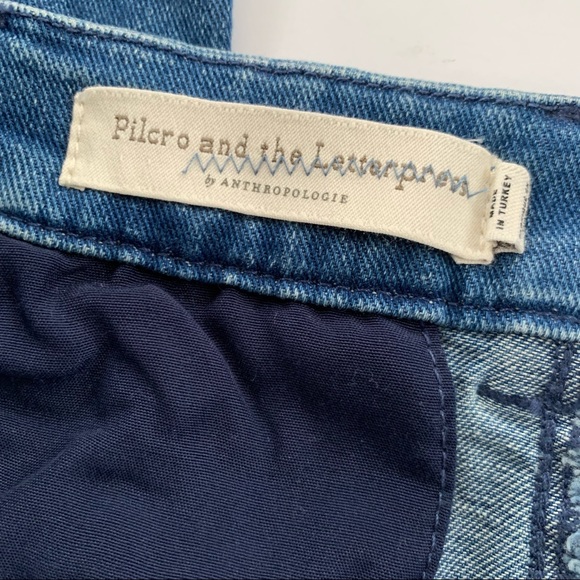 Pilcro and the Letterpress
by ANTHROPOLOGIE
MADE
IN TURKEY